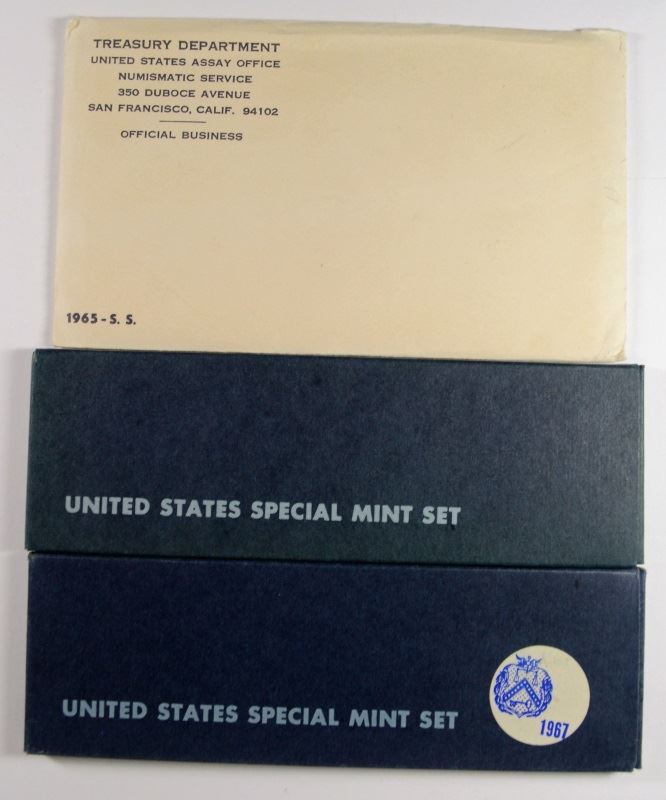 TREASURY DEPARTMENT
UNITED STATES ASSAY OFFICE
NUMISMATIC SERVICE
350 DUBOCE AVENUE
SAN FRANCISCO, CALIF. 94102
OFFICIAL BUSINESS
1965 - S. S.
UNITED STATES SPECIAL MINT SET
UNITED STATES SPECIAL MINT SET
1967